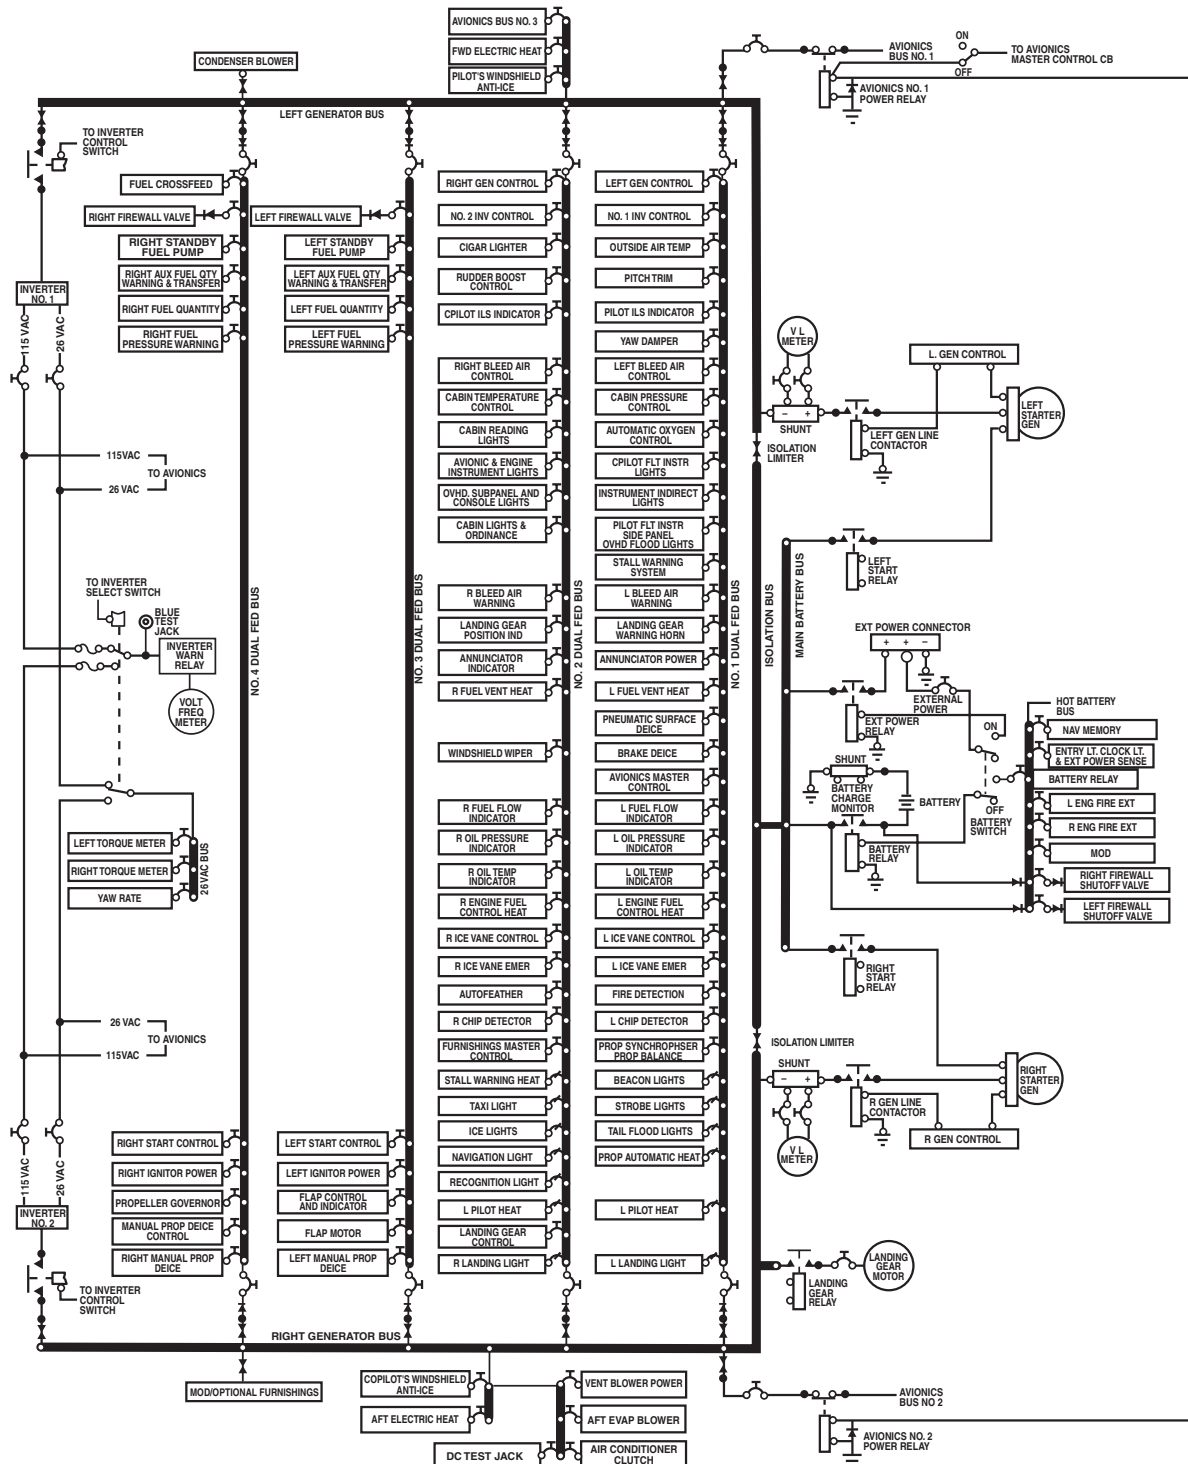 AVIONICS BUS NO. 3
FWD ELECTRIC HEAT
PILOT'S WINDSHIELD
ANTI-ICE
CONDENSER BLOWER
AVIONICS
BUS NO. 1
ON
OFF
TO AVIONICS
MASTER CONTROL CB
AVIONICS NO. 1
POWER RELAY
LEFT GENERATOR BUS
TO INVERTER
CONTROL
SWITCH
INVERTER
NO. 1
115 VAC
26 VAC
115VAC
26 VAC
TO AVIONICS
TO INVERTER
SELECT SWITCH
BLUE
TEST
JACK
INVERTER
WARN
RELAY
VOLT
FREQ
METER
LEFT TORQUE METER
RIGHT TORQUE METER
YAW RATE
26 VAC BUS
26 VAC
115VAC
TO AVIONICS
115 VAC
26 VAC
INVERTER
NO. 2
TO INVERTER
CONTROL
SWITCH
FUEL CROSSFEED
RIGHT FIREWALL VALVE
RIGHT STANDBY
FUEL PUMP
RIGHT AUX FUEL QTY
WARNING & TRANSFER
RIGHT FUEL QUANTITY
RIGHT FUEL
PRESSURE WARNING
NO. 4 DUAL FED BUS
RIGHT START CONTROL
RIGHT IGNITOR POWER
PROPELLER GOVERNOR
MANUAL PROP DEICE
CONTROL
RIGHT MANUAL PROP
DEICE
LEFT FIREWALL VALVE
LEFT STANDBY
FUEL PUMP
LEFT AUX FUEL QTY
WARNING & TRANSFER
LEFT FUEL QUANTITY
LEFT FUEL
PRESSURE WARNING
NO. 3 DUAL FED BUS
LEFT START CONTROL
LEFT IGNITOR POWER
FLAP CONTROL
AND INDICATOR
FLAP MOTOR
LEFT MANUAL PROP
DEICE
RIGHT GEN CONTROL
NO. 2 INV CONTROL
CIGAR LIGHTER
RUDDER BOOST
CONTROL
CPILOT ILS INDICATOR
RIGHT BLEED AIR
CONTROL
CABIN TEMPERATURE
CONTROL
CABIN READING
LIGHTS
AVIONIC & ENGINE
INSTRUMENT LIGHTS
OVHD. SUBPANEL AND
CONSOLE LIGHTS
CABIN LIGHTS &
ORDINANCE
R BLEED AIR
WARNING
LANDING GEAR
POSITION IND
ANNUNCIATOR
INDICATOR
R FUEL VENT HEAT
WINDSHIELD WIPER
R FUEL FLOW
INDICATOR
R OIL PRESSURE
INDICATOR
R OIL TEMP
INDICATOR
R ENGINE FUEL
CONTROL HEAT
R ICE VANE CONTROL
R ICE VANE EMER
AUTOFEATHER
R CHIP DETECTOR
FURNISHINGS MASTER
CONTROL
STALL WARNING HEAT
TAXI LIGHT
ICE LIGHTS
NAVIGATION LIGHT
RECOGNITION LIGHT
L PILOT HEAT
LANDING GEAR
CONTROL
R LANDING LIGHT
NO. 2 DUAL FED BUS
LEFT GEN CONTROL
NO. 1 INV CONTROL
OUTSIDE AIR TEMP
PITCH TRIM
PILOT ILS INDICATOR
YAW DAMPER
LEFT BLEED AIR
CONTROL
CABIN PRESSURE
CONTROL
AUTOMATIC OXYGEN
CONTROL
CPILOT FLT INSTR
LIGHTS
INSTRUMENT INDIRECT
LIGHTS
PILOT FLT INSTR
SIDE PANEL
OVHD FLOOD LIGHTS
STALL WARNING
SYSTEM
L BLEED AIR
WARNING
LANDING GEAR
WARNING HORN
ANNUNCIATOR POWER
L FUEL VENT HEAT
PNEUMATIC SURFACE
DEICE
BRAKE DEICE
AVIONICS MASTER
CONTROL
L FUEL FLOW
INDICATOR
L OIL PRESSURE
INDICATOR
L OIL TEMP
INDICATOR
L ENGINE FUEL
CONTROL HEAT
L ICE VANE CONTROL
L ICE VANE EMER
FIRE DETECTION
L CHIP DETECTOR
PROP SYNCHROPHSER
PROP BALANCE
BEACON LIGHTS
STROBE LIGHTS
TAIL FLOOD LIGHTS
PROP AUTOMATIC HEAT
L PILOT HEAT
L LANDING LIGHT
NO. 1 DUAL FED BUS
V L
METER
SHUNT
- +
ISOLATION
LIMITER
LEFT GEN LINE
CONTACTOR
L. GEN CONTROL
LEFT
STARTER
GEN
LEFT
START
RELAY
ISOLATION BUS
MAIN BATTERY BUS
EXT POWER CONNECTOR
+ + -
EXTERNAL
POWER
EXT POWER
RELAY
ON
OFF
BATTERY
SWITCH
SHUNT
BATTERY
CHARGE
MONITOR
BATTERY
BATTERY
RELAY
HOT BATTERY
BUS
NAV MEMORY
ENTRY LT. CLOCK LT.
& EXT POWER SENSE
BATTERY RELAY
L ENG FIRE EXT
R ENG FIRE EXT
MOD
RIGHT FIREWALL
SHUTOFF VALVE
LEFT FIREWALL
SHUTOFF VALVE
RIGHT
START
RELAY
ISOLATION LIMITER
SHUNT
- +
V L
METER
R GEN LINE
CONTACTOR
R GEN CONTROL
RIGHT
STARTER
GEN
LANDING
GEAR
RELAY
LANDING
GEAR
MOTOR
RIGHT GENERATOR BUS
MOD/OPTIONAL FURNISHINGS
COPILOT'S WINDSHIELD
ANTI-ICE
AFT ELECTRIC HEAT
VENT BLOWER POWER
AFT EVAP BLOWER
DC TEST JACK
AIR CONDITIONER
CLUTCH
AVIONICS
BUS NO 2
AVIONICS NO. 2
POWER RELAY